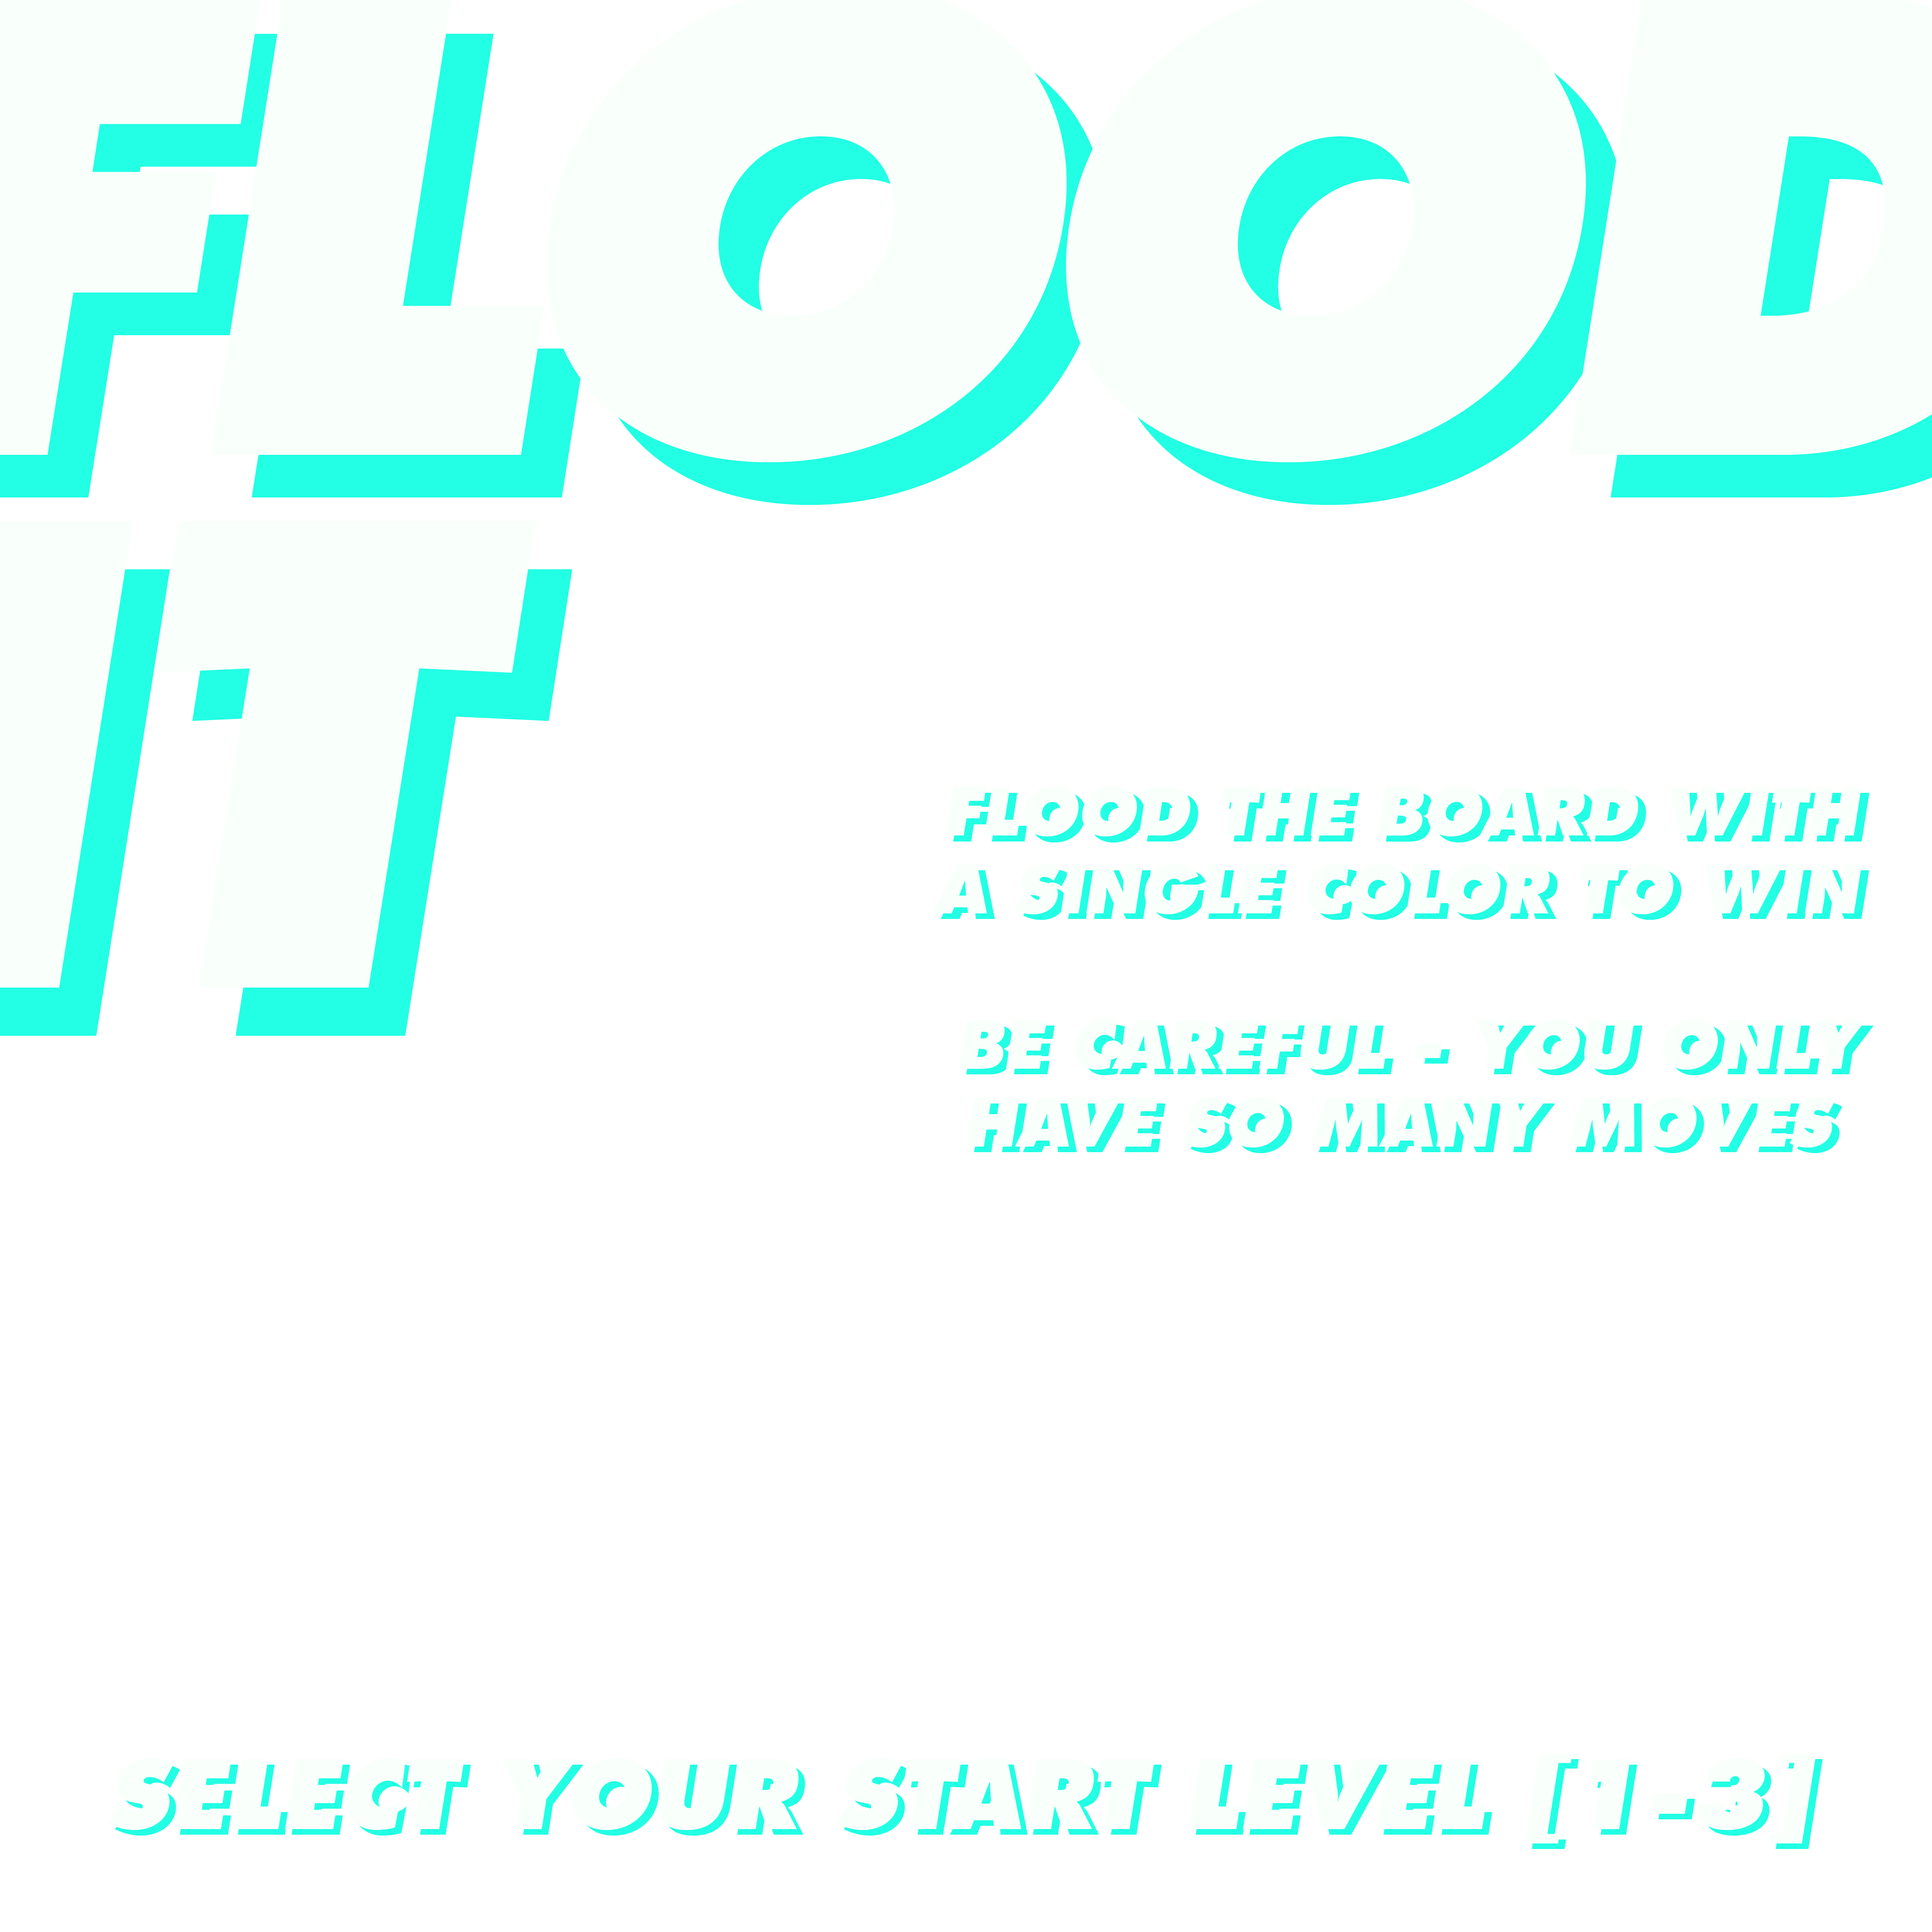 FLOOD
IT
FLOOD THE BOARD WITH
A SINGLE COLOR TO WIN
BE CAREFUL - YOU ONLY
HAVE SO MANY MOVES
SELECT YOUR START LEVEL [1-3]